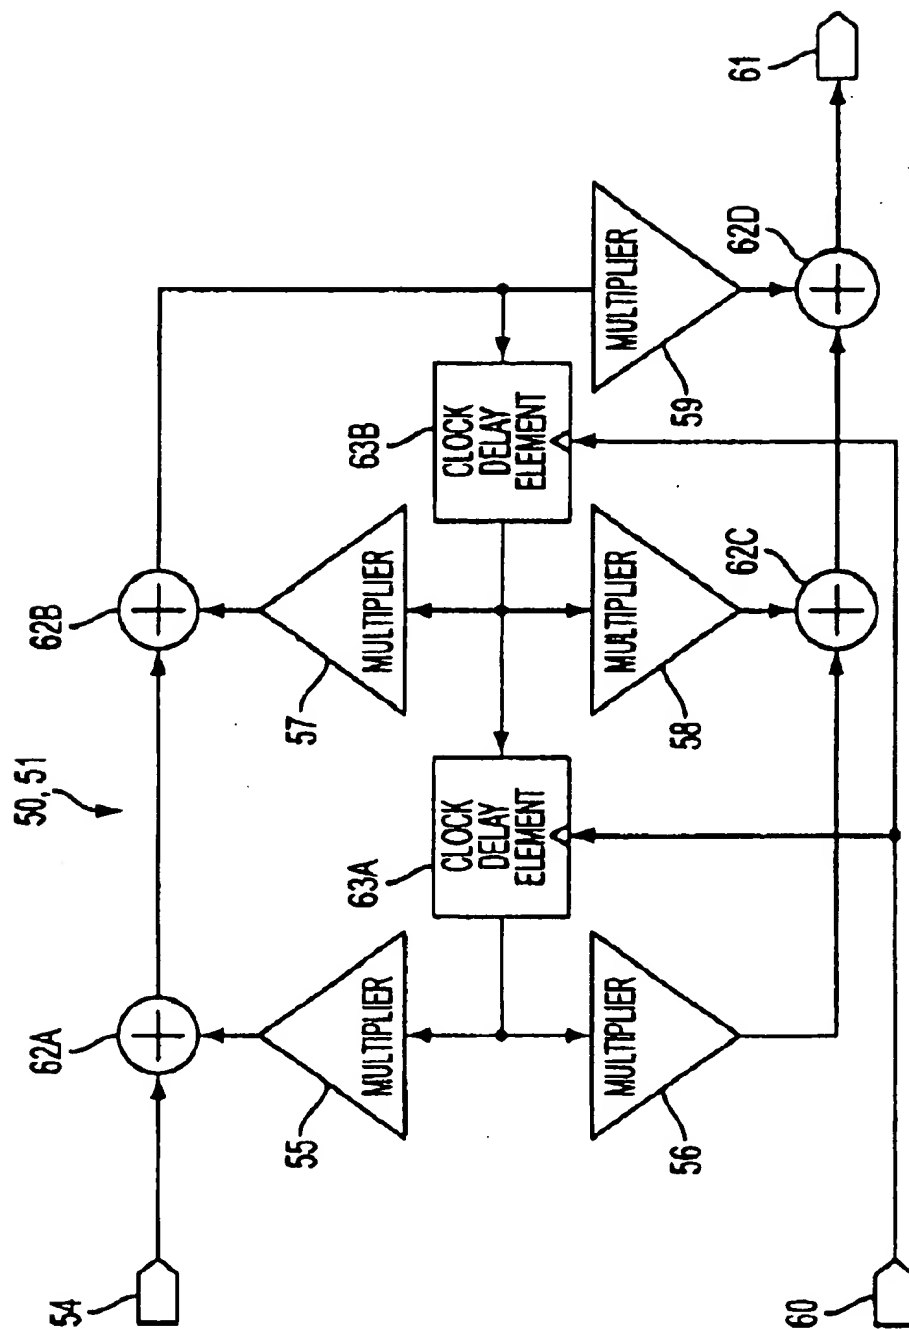 50, 51
54
62A
62B
55
MULTIPLIER
57
MULTIPLIER
63A
CLOCK
DELAY
ELEMENT
63B
CLOCK
DELAY
ELEMENT
MULTIPLIER
56
MULTIPLIER
58
MULTIPLIER
59
62C
62D
61
60